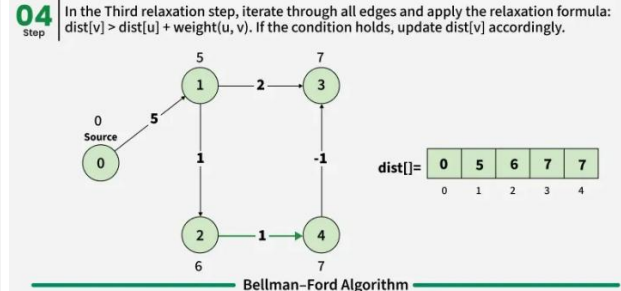 04
Step
In the Third relaxation step, iterate through all edges and apply the relaxation formula:
dist[v] > dist[u] + weight(u, v). If the condition holds, update dist[v] accordingly.
5
7
1
2
3
0
Source
5
0
1
-1
dist[]=
0 5 6 7 7
0 1 2 3 4
2
1
4
6
7
Bellman–Ford Algorithm